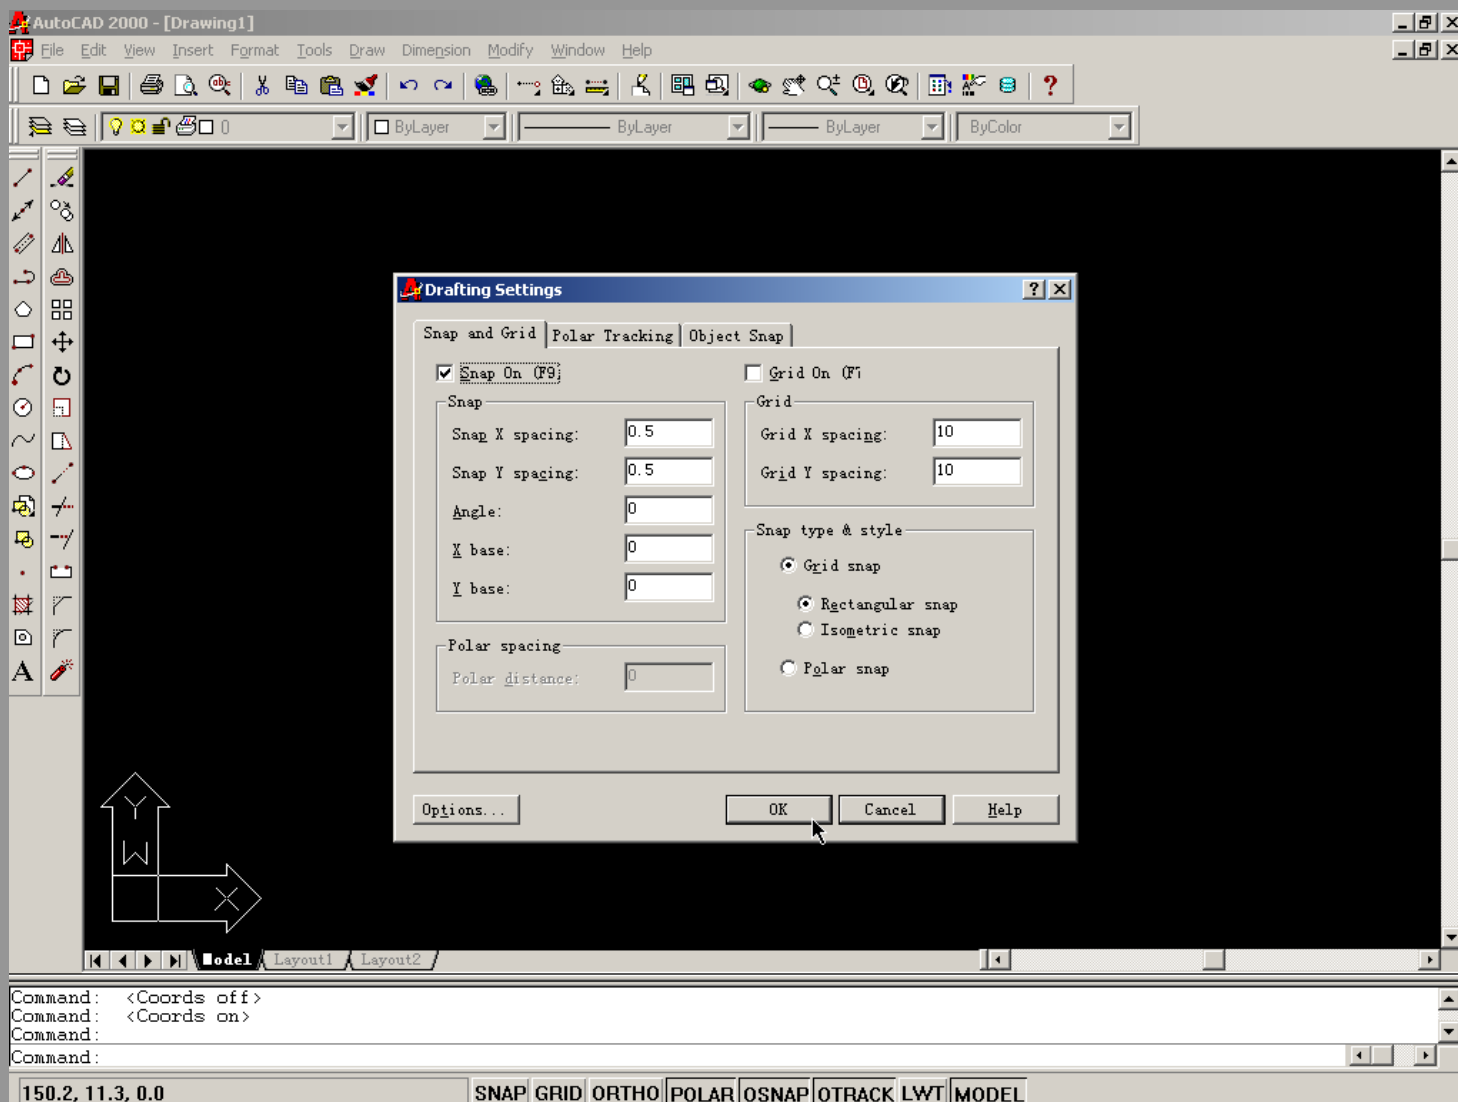 AutoCAD 2000 - [Drawing1]
File Edit View Insert Format Tools Draw Dimension Modify Window Help
0 ByLayer ByLayer ByLayer ByColor
Drafting Settings
Snap and Grid Polar Tracking Object Snap
Snap On (F9)
Grid On (F7
Snap
Snap X spacing: 0.5
Snap Y spacing: 0.5
Angle: 0
X base: 0
Y base: 0
Polar spacing
Polar distance: 0
Grid
Grid X spacing: 10
Grid Y spacing: 10
Snap type & style
Grid snap
Rectangular snap
Isometric snap
Polar snap
Options... OK Cancel Help
A
Y
W
X
Model Layout1 Layout2
Command: <Coords off>
Command: <Coords on>
Command:
Command:
150.2, 11.3, 0.0 SNAP GRID ORTHO POLAR OSNAP OTRACK LWT MODEL